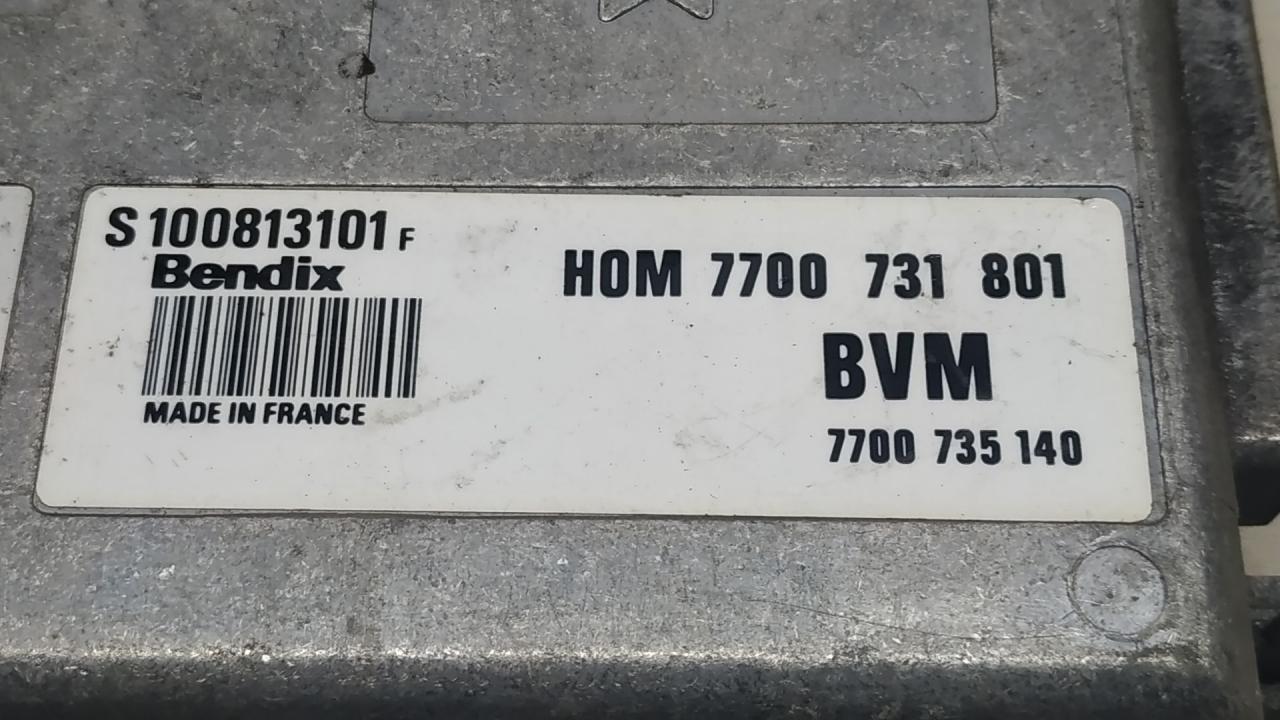 S 100813101 F
Bendix
MADE IN FRANCE
HOM 7700 731 801
BVM
7700 735 140